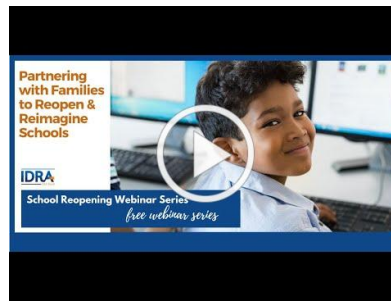 Partnering
with Families
to Reopen &
Reimagine
Schools
IDRA
School Reopening Webinar Series
free webinar series